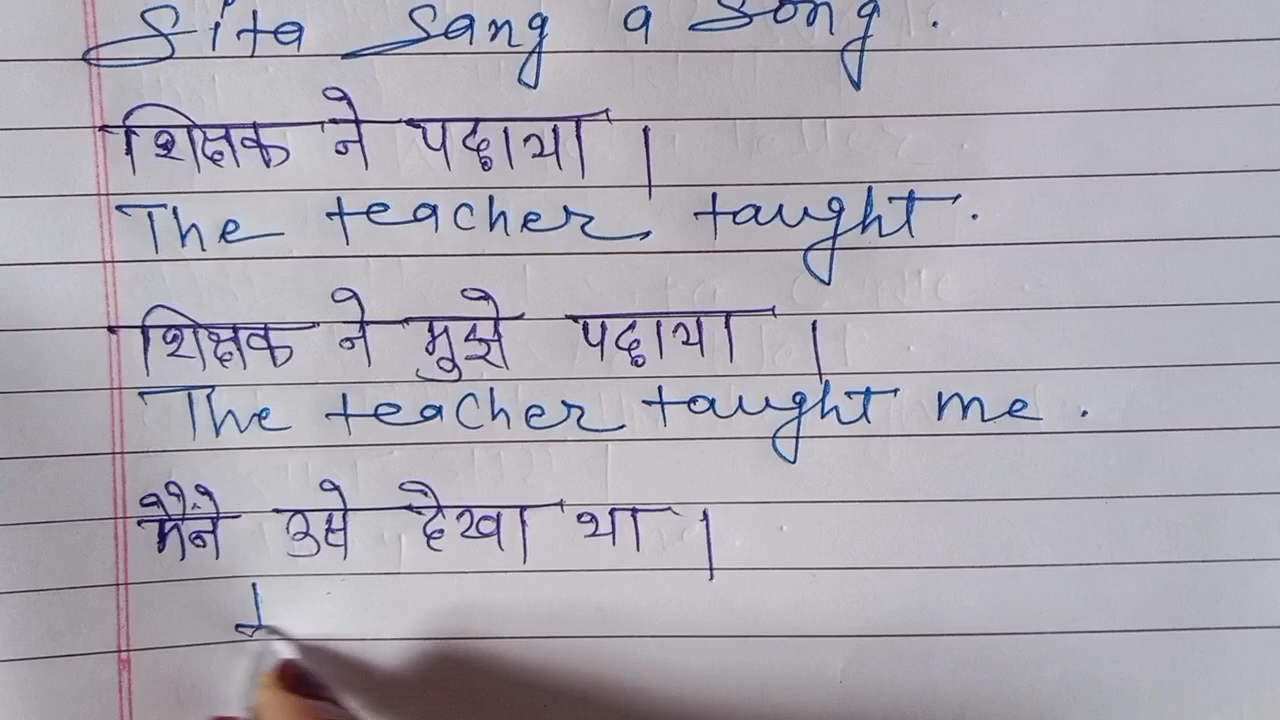 Sita sang a song.
शिक्षक ने पढ़ाया।
The teacher taught.
शिक्षक ने मुझे पढ़ाया।
The teacher taught me.
मैंने उसे देखा था।
I